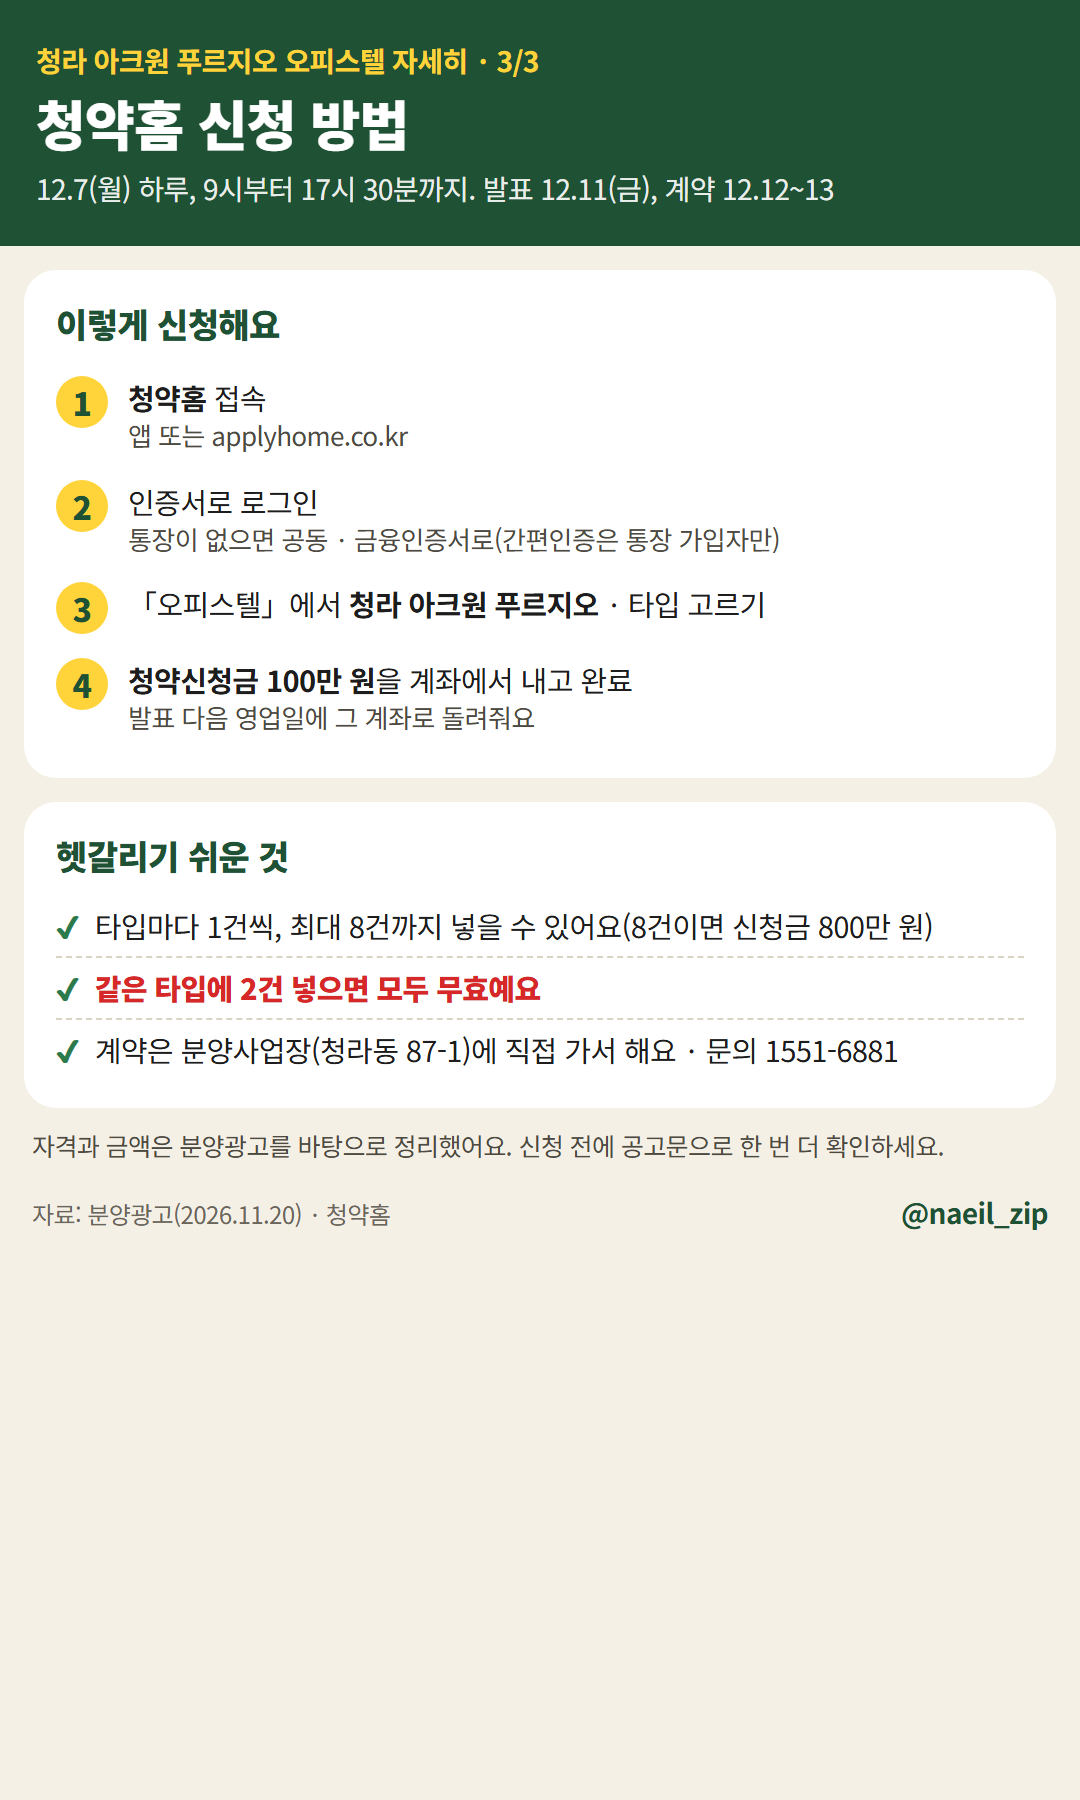 청라 아크원 푸르지오 오피스텔 자세히 · 3/3
청약홈 신청 방법
12.7(월) 하루, 9시부터 17시 30분까지. 발표 12.11(금), 계약 12.12~13
이렇게 신청해요
1 청약홈 접속
앱 또는 applyhome.co.kr
2 인증서로 로그인
통장이 없으면 공동 · 금융인증서로(간편인증은 통장 가입자만)
3 「오피스텔」에서 청라 아크원 푸르지오 · 타입 고르기
4 청약신청금 100만 원을 계좌에서 내고 완료
발표 다음 영업일에 그 계좌로 돌려줘요
헷갈리기 쉬운 것
✔ 타입마다 1건씩, 최대 8건까지 넣을 수 있어요(8건이면 신청금 800만 원)
✔ 같은 타입에 2건 넣으면 모두 무효예요
✔ 계약은 분양사업장(청라동 87-1)에 직접 가서 해요 · 문의 1551-6881
자격과 금액은 분양광고를 바탕으로 정리했어요. 신청 전에 공고문으로 한 번 더 확인하세요.
자료: 분양광고(2026.11.20) · 청약홈
@naeil_zip